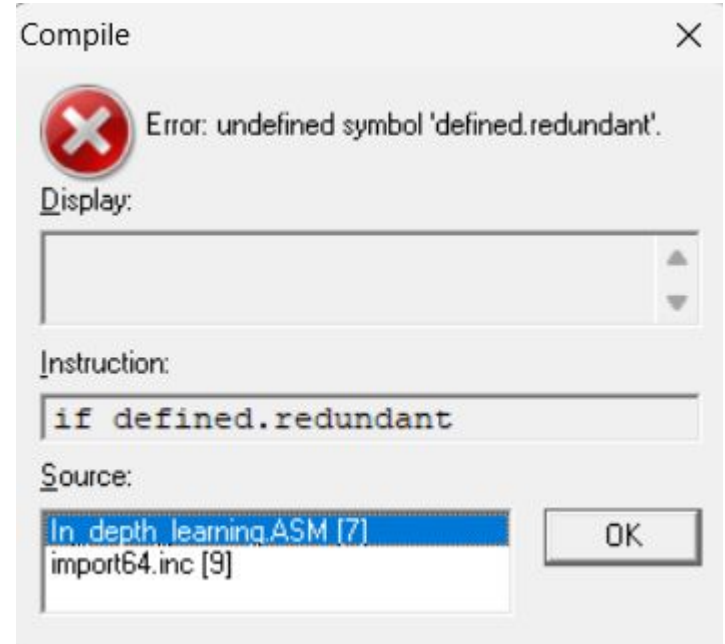 Compile
Error: undefined symbol 'defined.redundant'.
Display:
Instruction:
if defined.redundant
Source:
In_depth_learning.ASM [7]
import64.inc [9]
OK